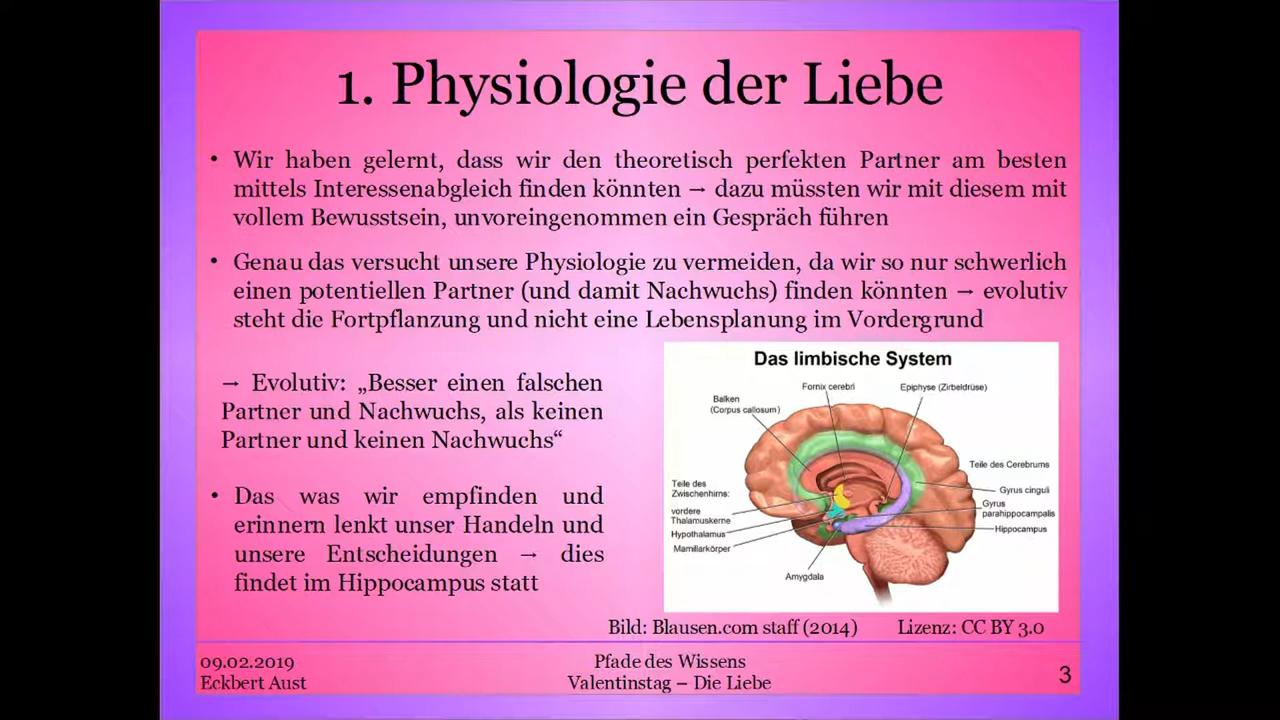 1. Physiologie der Liebe
• Wir haben gelernt, dass wir den theoretisch perfekten Partner am besten
mittels Interessenabgleich finden könnten → dazu müssten wir mit diesem mit
vollem Bewusstsein, unvoreingenommen ein Gespräch führen
• Genau das versucht unsere Physiologie zu vermeiden, da wir so nur schwerlich
einen potentiellen Partner (und damit Nachwuchs) finden könnten → evolutiv
steht die Fortpflanzung und nicht eine Lebensplanung im Vordergrund
→ Evolutiv: „Besser einen falschen
Partner und Nachwuchs, als keinen
Partner und keinen Nachwuchs“
• Das was wir empfinden und
erinnern lenkt unser Handeln und
unsere Entscheidungen → dies
findet im Hippocampus statt
Das limbische System
Fornix cerebri
Epiphyse (Zirbeldrüse)
Balken
(Corpus callosum)
Teile des Cerebrums
Teile des
Zwischenhirns:
Gyrus cinguli
vordere
Thalamuskerne
Gyrus
parahippocampalis
Hypothalamus
Hippocampus
Mamillarkörper
Amygdala
Bild: Blausen.com staff (2014) Lizenz: CC BY 3.0
09.02.2019
Eckbert Aust
Pfade des Wissens
Valentinstag – Die Liebe
3